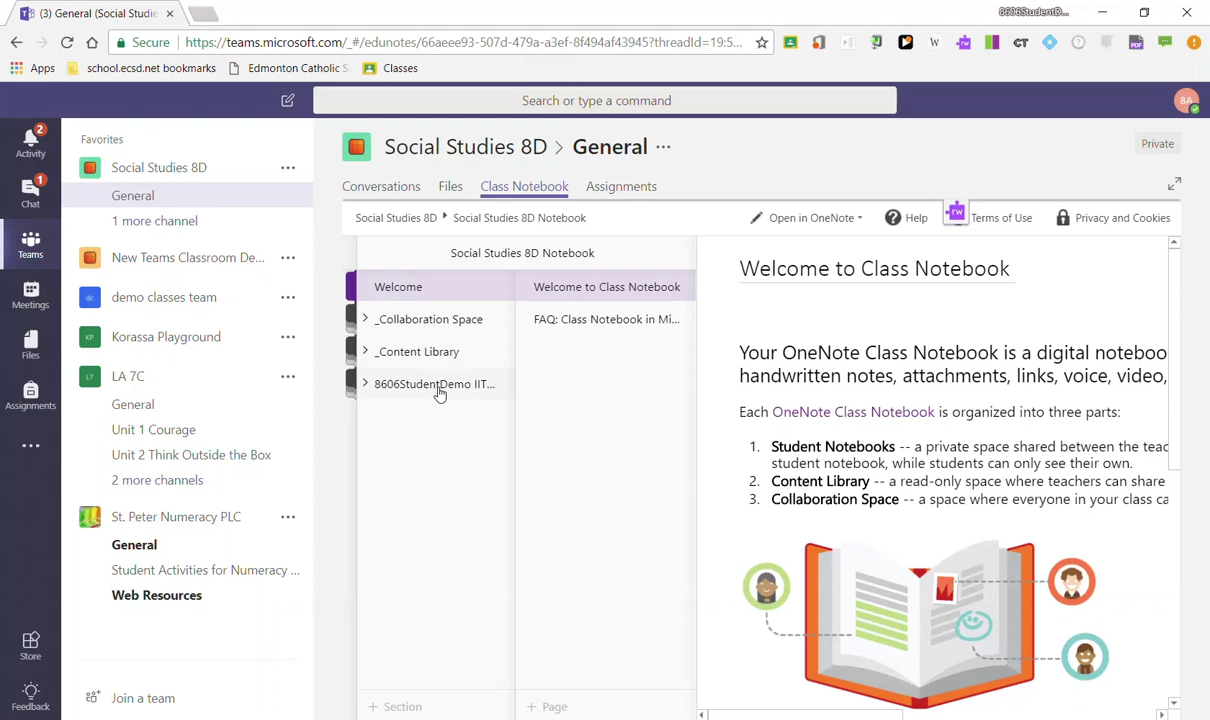 (3) General (Social Studie
8606StudentD...
Secure
https://teams.microsoft.com/_#/edunotes/66aeee93-507d-479a-a3ef-8f494af43945?threadId=19:5...
Apps
school.ecsd.net bookmarks
Edmonton Catholic S
Classes
Search or type a command
BA
Activity
2
Chat
1
Teams
Meetings
Files
Assignments
Store
Feedback
Favorites
Social Studies 8D
General
1 more channel
New Teams Classroom De...
dc
demo classes team
KP
Korassa Playground
LT
LA 7C
General
Unit 1 Courage
Unit 2 Think Outside the Box
2 more channels
St. Peter Numeracy PLC
General
Student Activities for Numeracy ...
Web Resources
Join a team
Social Studies 8D > General ...
Private
Conversations
Files
Class Notebook
Assignments
Social Studies 8D
Social Studies 8D Notebook
Open in OneNote
Help
rw
Terms of Use
Privacy and Cookies
Social Studies 8D Notebook
Welcome
_Collaboration Space
_Content Library
8606StudentDemo IIT...
+ Section
Welcome to Class Notebook
FAQ: Class Notebook in Mi...
+ Page
Welcome to Class Notebook
Your OneNote Class Notebook is a digital noteboo
handwritten notes, attachments, links, voice, video,
Each OneNote Class Notebook is organized into three parts:
1. Student Notebooks -- a private space shared between the teac
student notebook, while students can only see their own.
2. Content Library -- a read-only space where teachers can share
3. Collaboration Space -- a space where everyone in your class ca